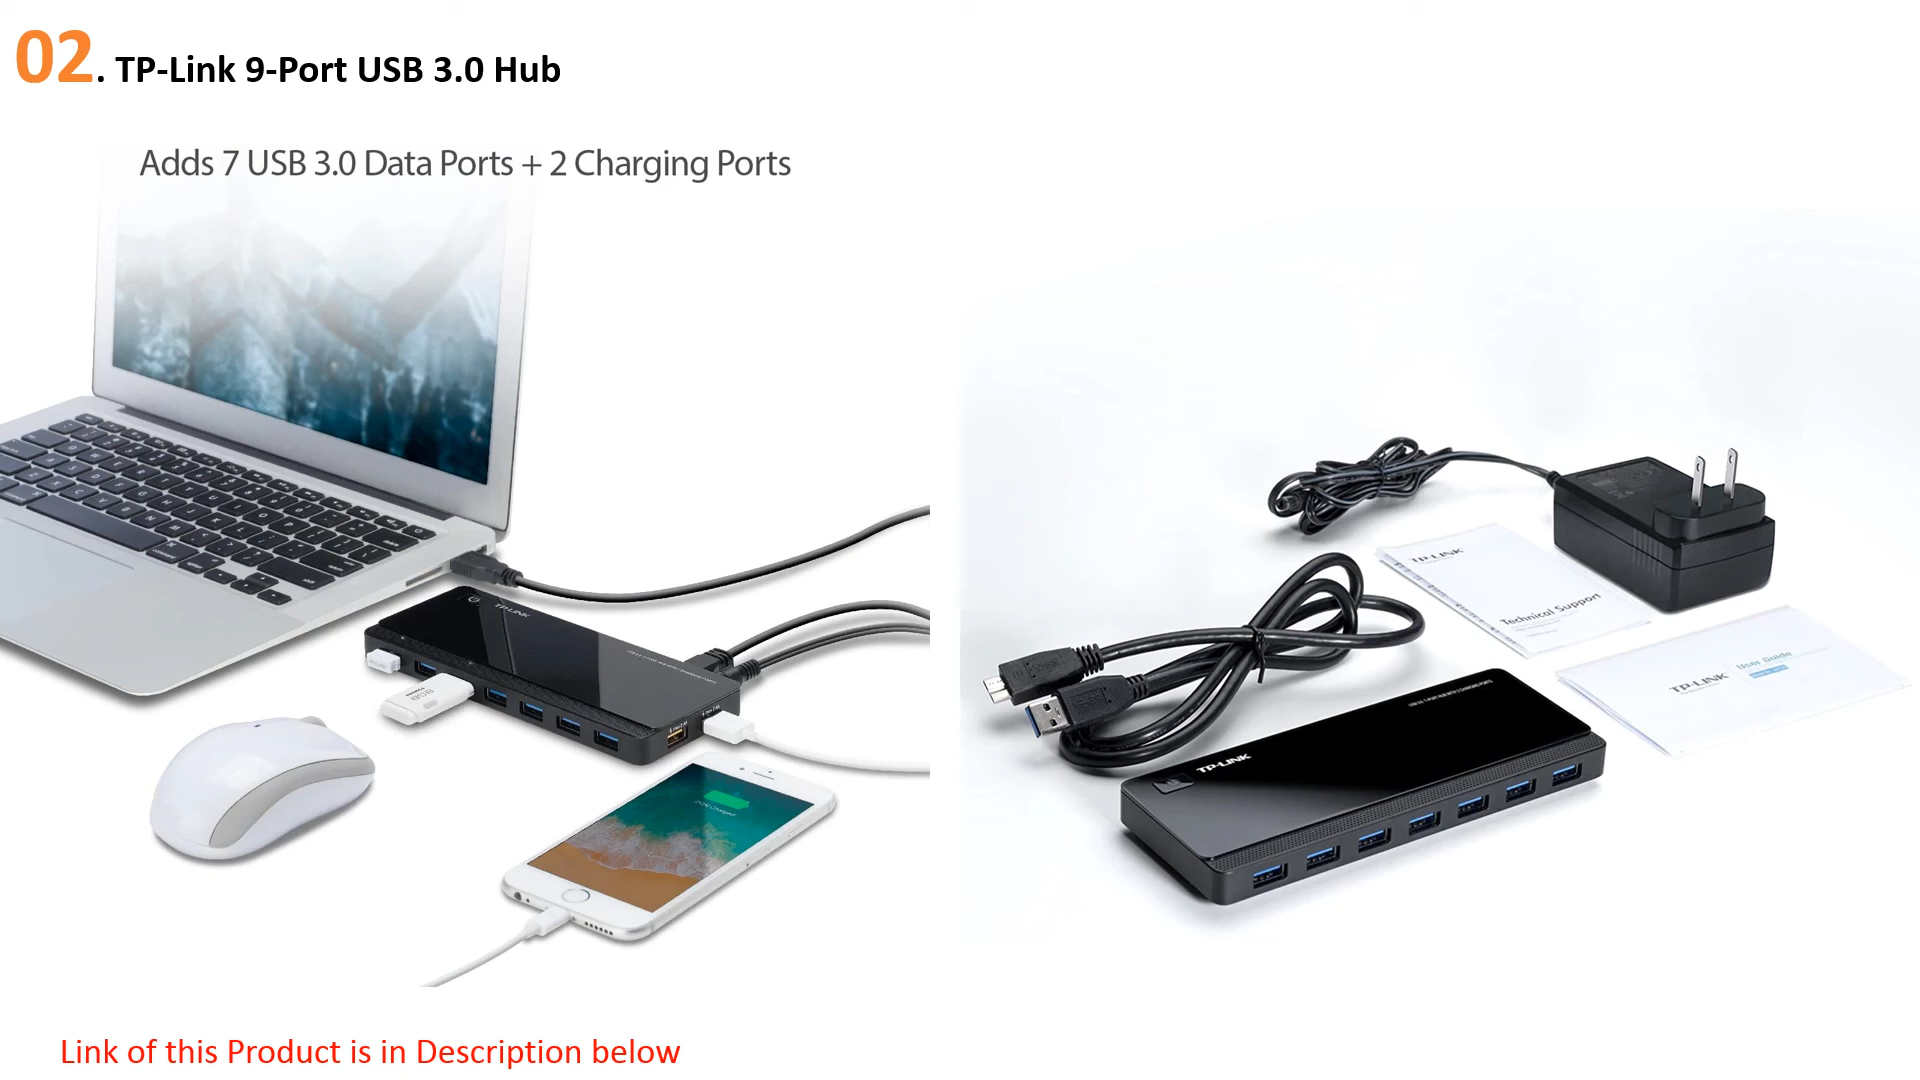 02. TP-Link 9-Port USB 3.0 Hub
Adds 7 USB 3.0 Data Ports + 2 Charging Ports
TP-LINK
TP-LINK
Technical Support
TP-LINK
User Guide
TP-LINK
Link of this Product is in Description below